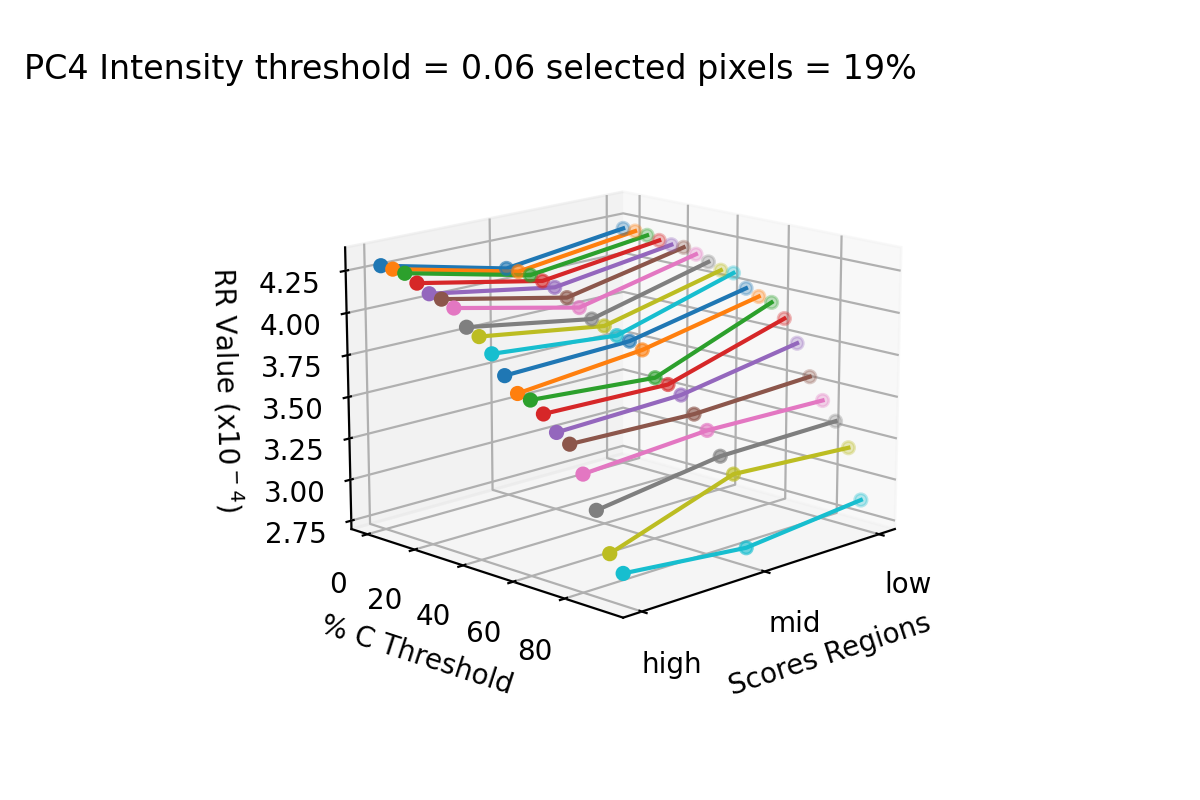 PC4 Intensity threshold = 0.06 selected pixels = 19%
RR Value (x10⁻⁴)
4.25
4.00
3.75
3.50
3.25
3.00
2.75
0
20
40
60
80
% C Threshold
high
mid
low
Scores Regions